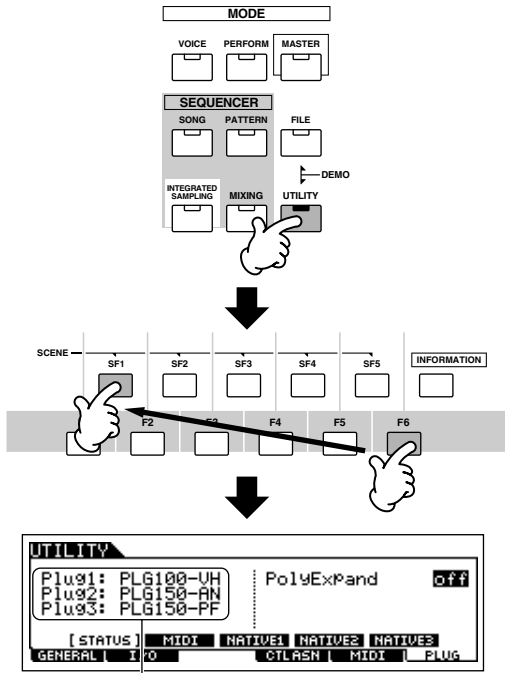 MODE
VOICE PERFORM MASTER
SEQUENCER
SONG PATTERN FILE
DEMO
INTEGRATED
SAMPLING MIXING UTILITY
SCENE SF1 SF2 SF3 SF4 SF5 INFORMATION
F2 F3 F4 F5 F6
UTILITY
Plug1: PLG100-VH PolyExpand off
Plug2: PLG150-AN
Plug3: PLG150-PF
[STATUS] MIDI NATIVE1 NATIVE2 NATIVE3
GENERAL I/O CTLASN MIDI PLUG